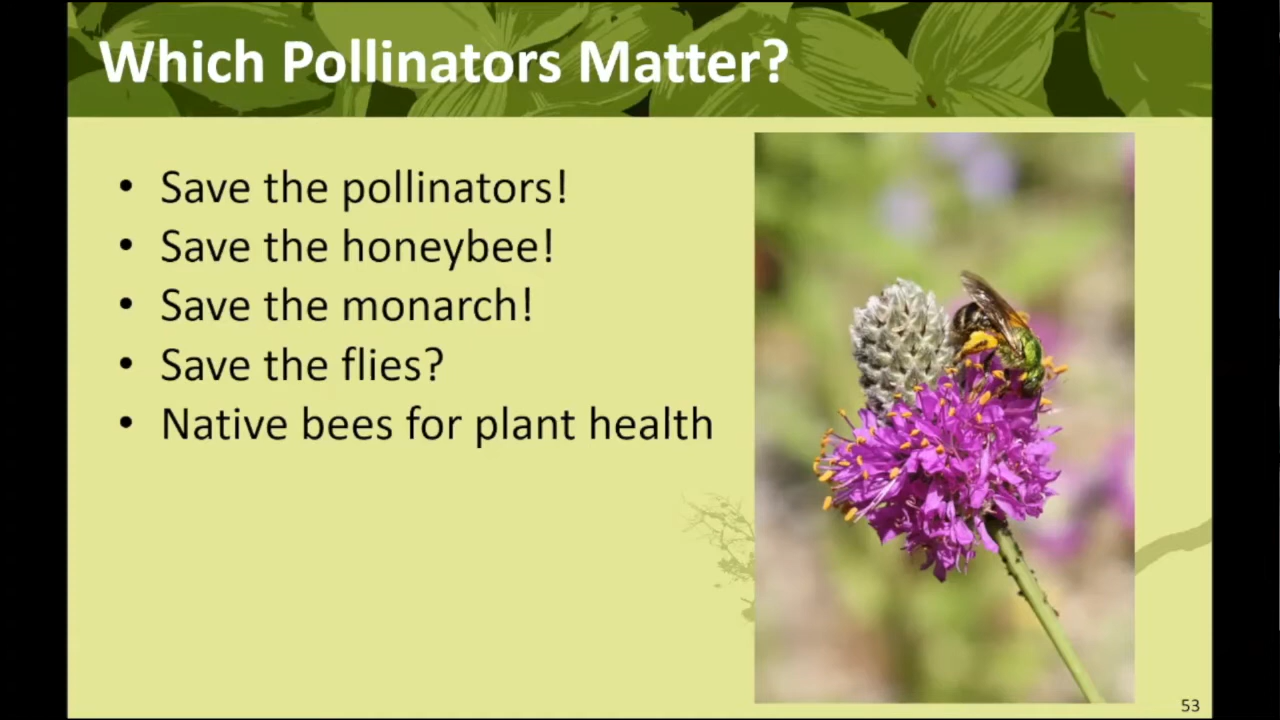 Which Pollinators Matter?
• Save the pollinators!
• Save the honeybee!
• Save the monarch!
• Save the flies?
• Native bees for plant health
53